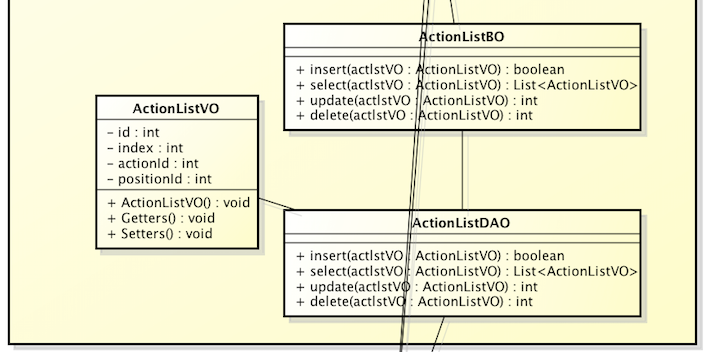 ActionListBO
+ insert(actlstVO : ActionListVO) : boolean
+ select(actlstVO : ActionListVO) : List<ActionListVO>
+ update(actlstVO : ActionListVO) : int
+ delete(actlstVO : ActionListVO) : int
ActionListVO
- id : int
- index : int
- actionId : int
- positionId : int
+ ActionListVO() : void
+ Getters() : void
+ Setters() : void
ActionListDAO
+ insert(actlstVO : ActionListVO) : boolean
+ select(actlstVO : ActionListVO) : List<ActionListVO>
+ update(actlstVO : ActionListVO) : int
+ delete(actlstVO : ActionListVO) : int